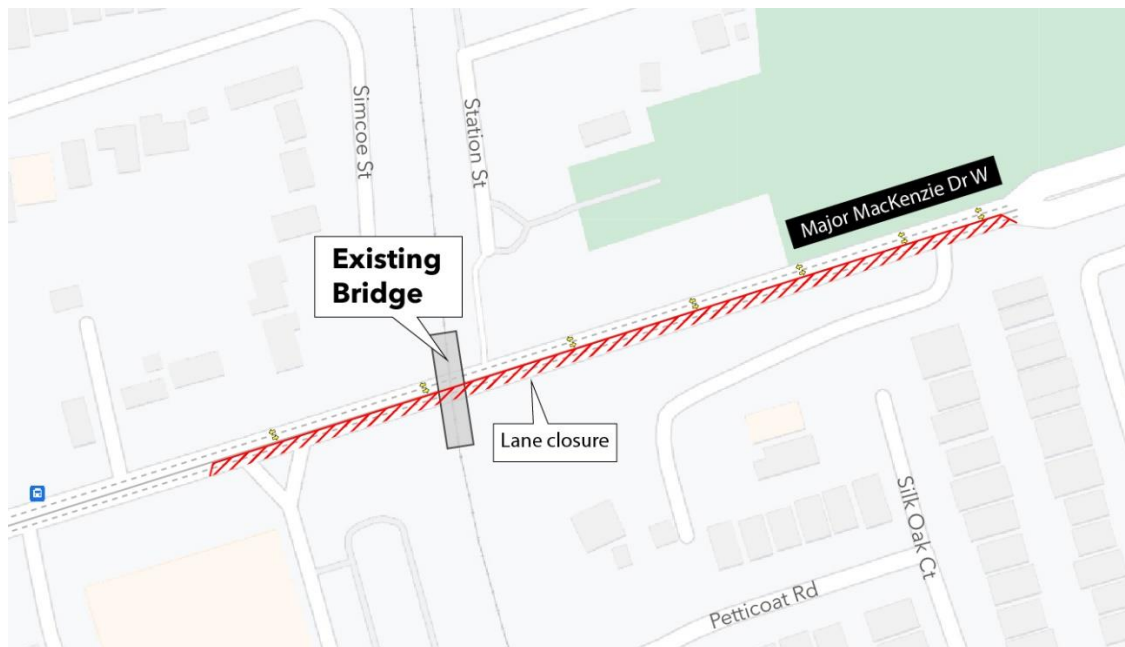 Simcoe St
Station St
Major MacKenzie Dr W
Existing
Bridge
Lane closure
Silk Oak Ct
Petticoat Rd